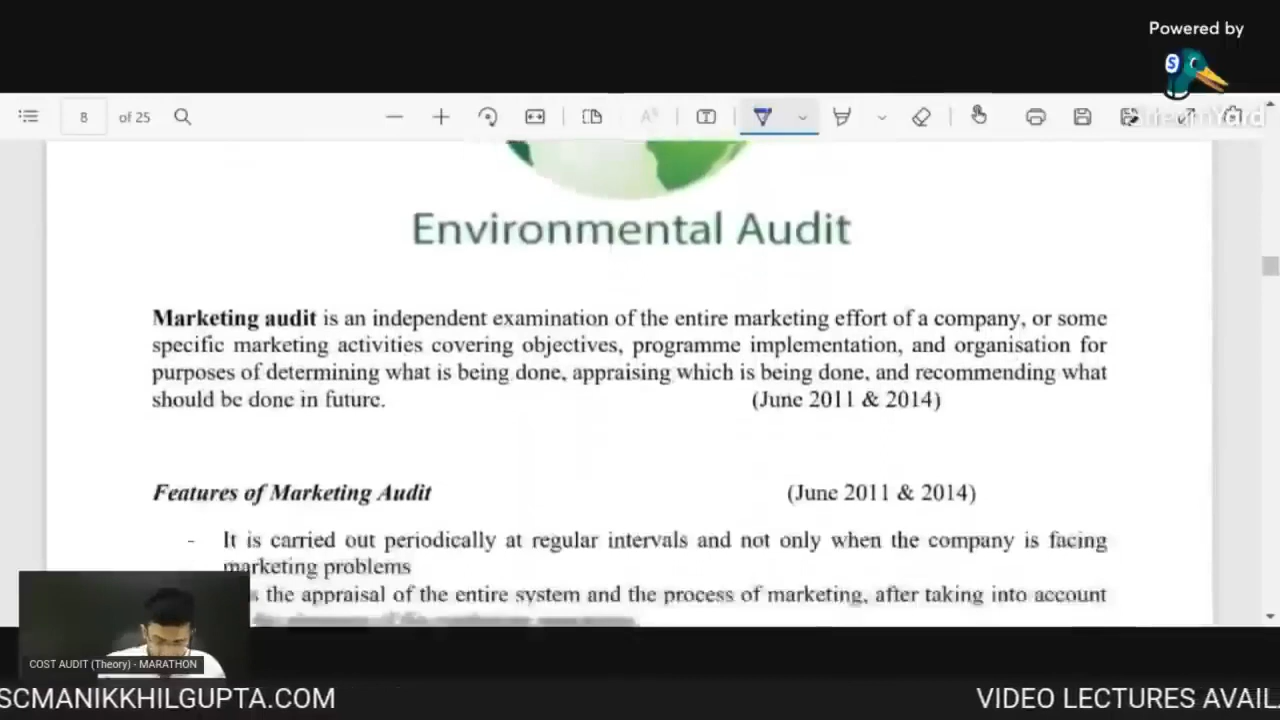 Powered by
S
8 of 25
Environmental Audit
Marketing audit is an independent examination of the entire marketing effort of a company, or some
specific marketing activities covering objectives, programme implementation, and organisation for
purposes of determining what is being done, appraising which is being done, and recommending what
should be done in future. (June 2011 & 2014)
Features of Marketing Audit (June 2011 & 2014)
- It is carried out periodically at regular intervals and not only when the company is facing
marketing problems
the appraisal of the entire system and the process of marketing, after taking into account
COST AUDIT (Theory) - MARATHON
SCMANIKKHILGUPTA.COM VIDEO LECTURES AVAIL